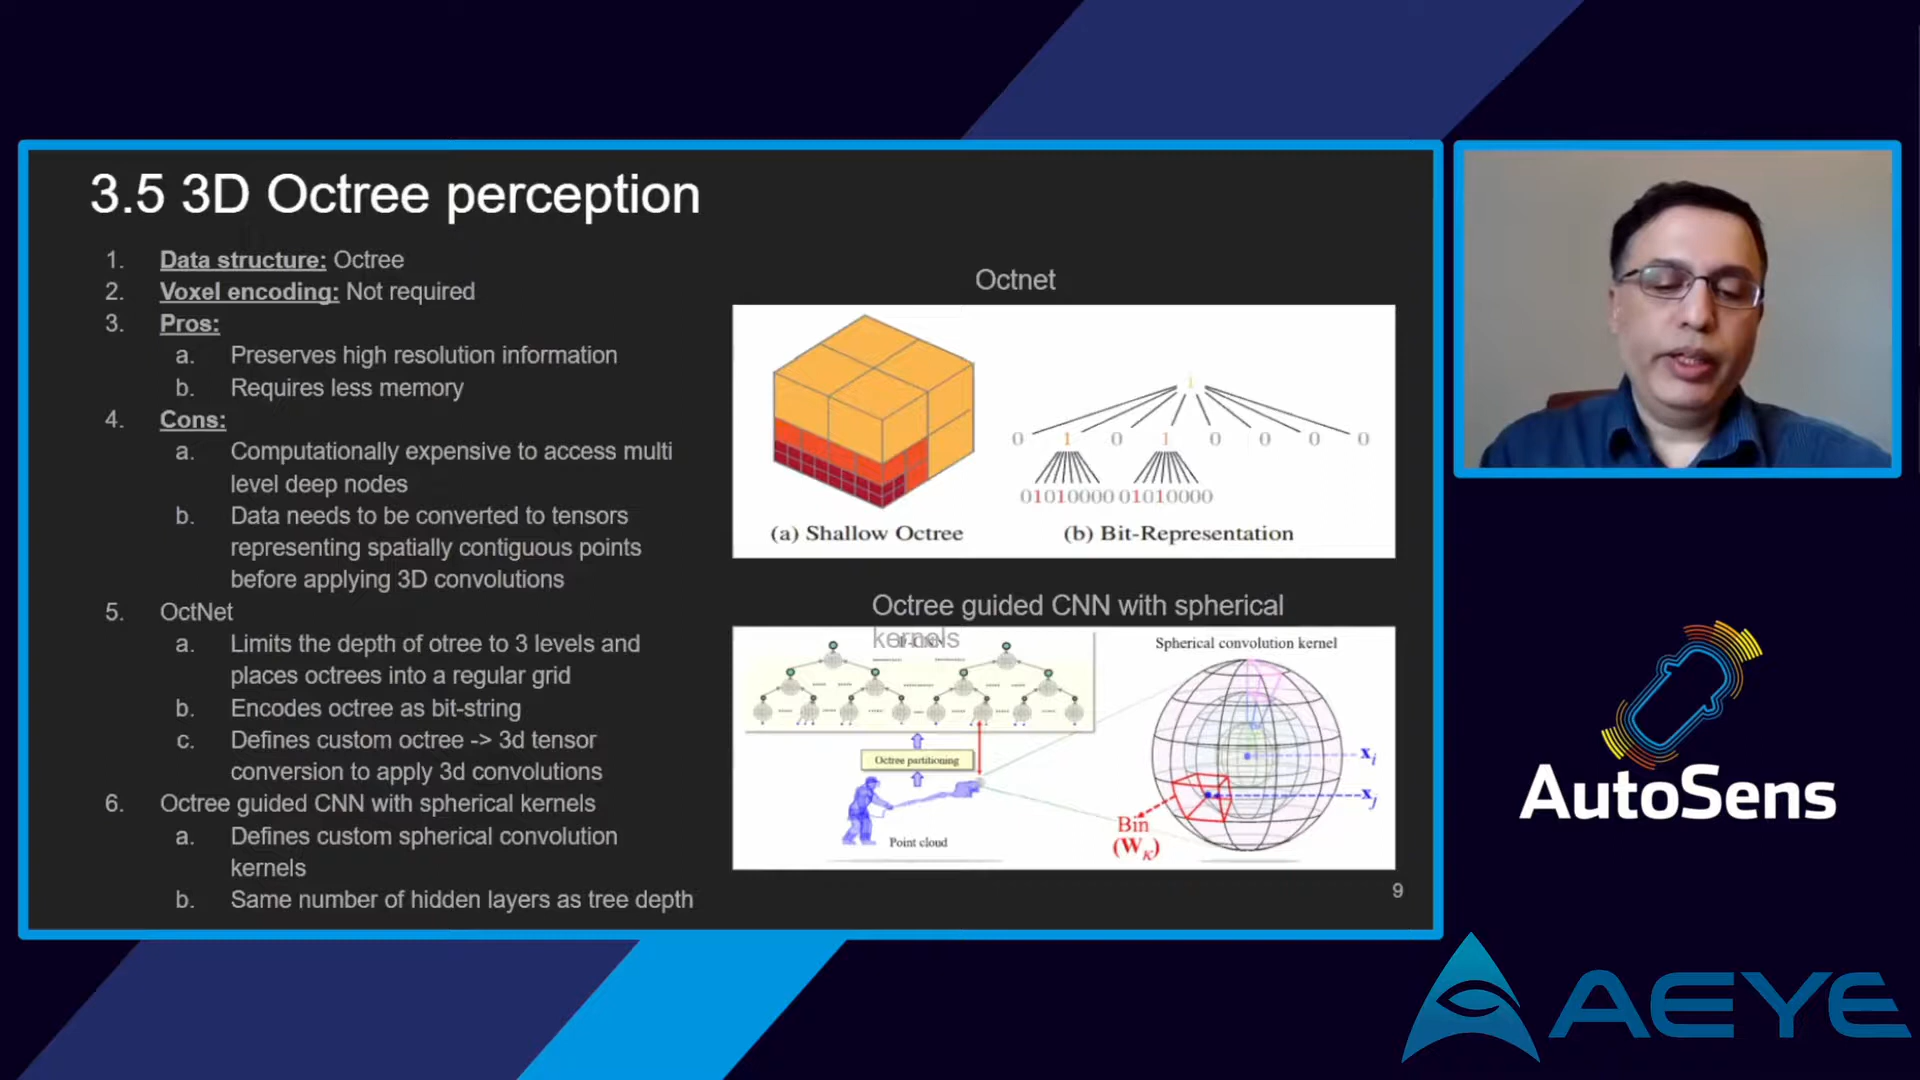 3.5 3D Octree perception
1. Data structure: Octree
2. Voxel encoding: Not required
3. Pros:
a. Preserves high resolution information
b. Requires less memory
4. Cons:
a. Computationally expensive to access multi
level deep nodes
b. Data needs to be converted to tensors
representing spatially contiguous points
before applying 3D convolutions
5. OctNet
a. Limits the depth of otree to 3 levels and
places octrees into a regular grid
b. Encodes octree as bit-string
c. Defines custom octree -> 3d tensor
conversion to apply 3d convolutions
6. Octree guided CNN with spherical kernels
a. Defines custom spherical convolution
kernels
b. Same number of hidden layers as tree depth
Octnet
1
0 1 0 1 0 0 0 0
01010000 01010000
(a) Shallow Octree
(b) Bit-Representation
Octree guided CNN with spherical
kernels
Spherical convolution kernel
Octree partitioning
Point cloud
xi
xj
Bin
(WK)
9
AutoSens
AEYE